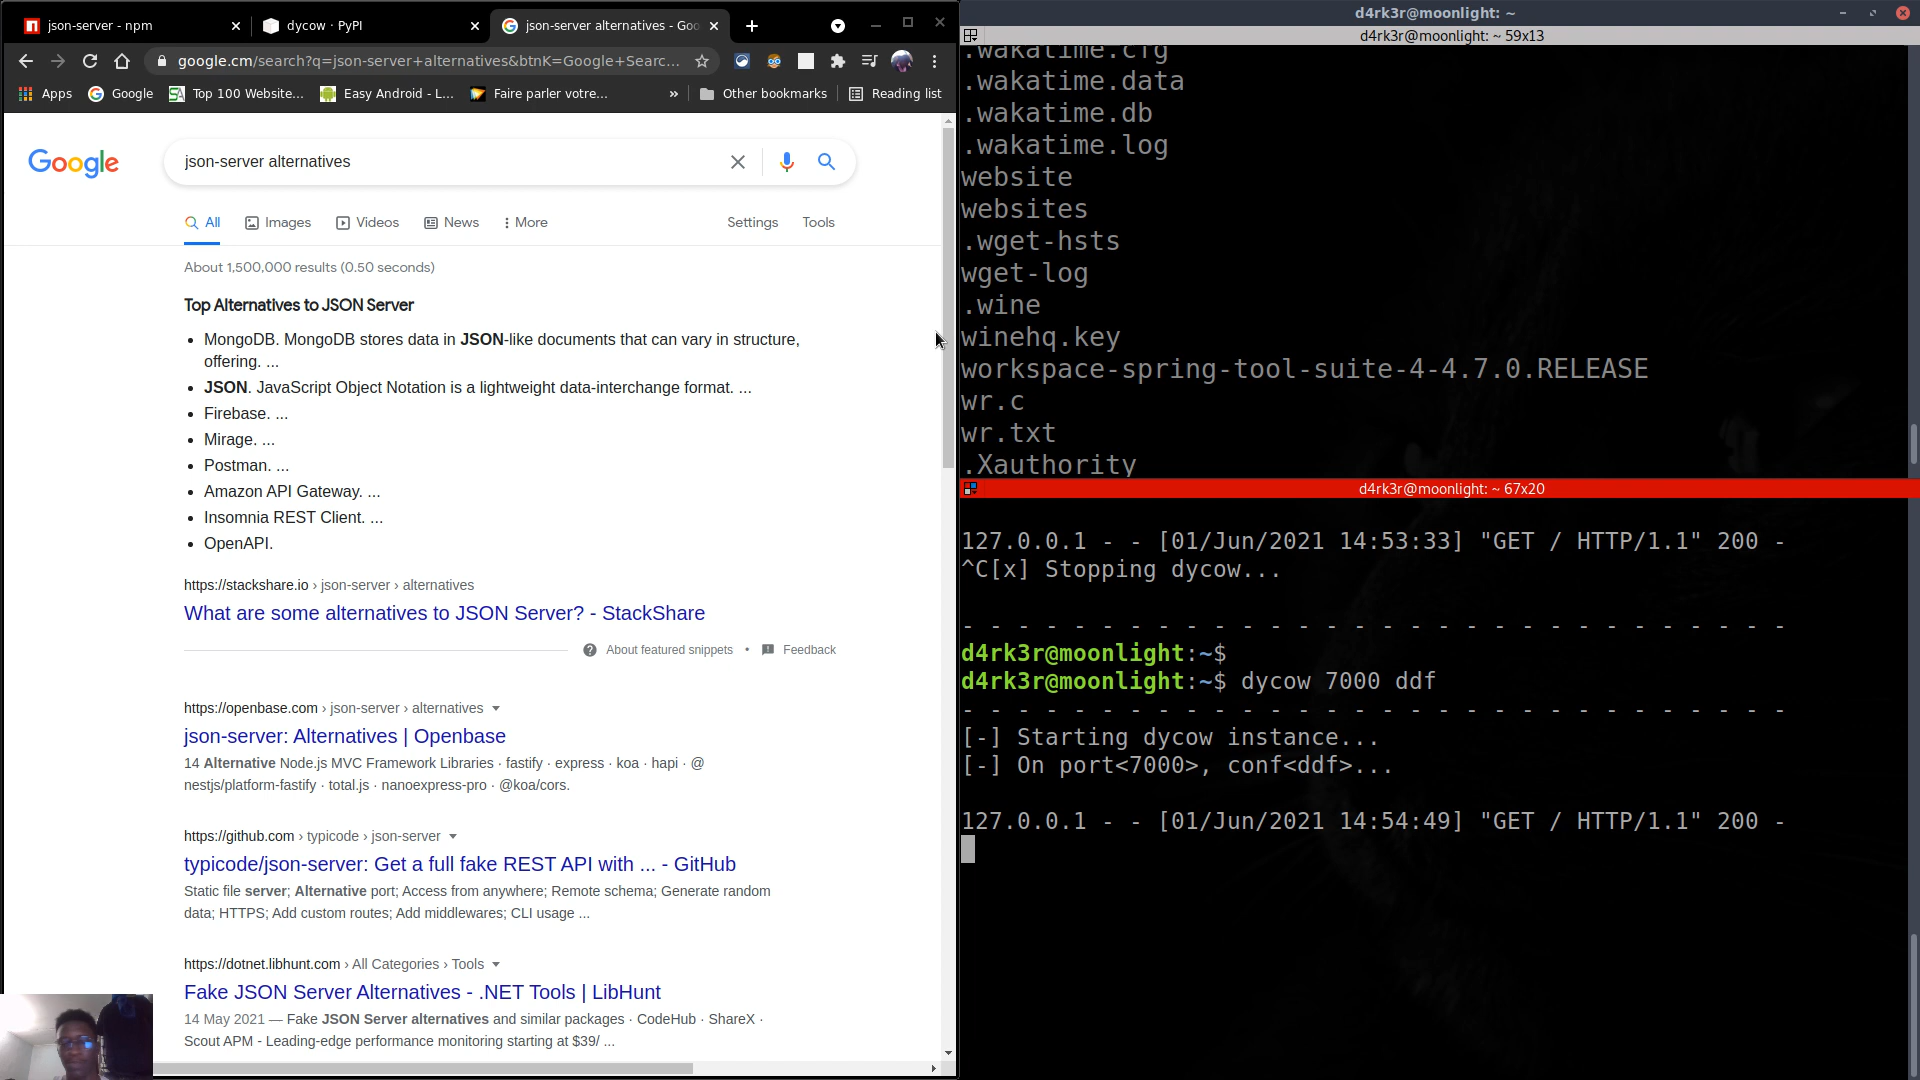 json-server - npm
dycow · PyPI
json-server alternatives - Goo
google.cm/search?q=json-server+alternatives&btnK=Google+Searc...
Apps
Google
Top 100 Website...
Easy Android - L...
Faire parler votre...
»
Other bookmarks
Reading list
Google
json-server alternatives
All
Images
Videos
News
More
Settings
Tools
About 1,500,000 results (0.50 seconds)
Top Alternatives to JSON Server
• MongoDB. MongoDB stores data in JSON-like documents that can vary in structure,
offering. ...
• JSON. JavaScript Object Notation is a lightweight data-interchange format. ...
• Firebase. ...
• Mirage. ...
• Postman. ...
• Amazon API Gateway. ...
• Insomnia REST Client. ...
• OpenAPI.
https://stackshare.io › json-server › alternatives
What are some alternatives to JSON Server? - StackShare
About featured snippets • Feedback
https://openbase.com › json-server › alternatives
json-server: Alternatives | Openbase
14 Alternative Node.js MVC Framework Libraries · fastify · express · koa · hapi · @
nestjs/platform-fastify · total.js · nanoexpress-pro · @koa/cors.
https://github.com › typicode › json-server
typicode/json-server: Get a full fake REST API with ... - GitHub
Static file server; Alternative port; Access from anywhere; Remote schema; Generate random
data; HTTPS; Add custom routes; Add middlewares; CLI usage ...
https://dotnet.libhunt.com › All Categories › Tools
Fake JSON Server Alternatives - .NET Tools | LibHunt
14 May 2021 — Fake JSON Server alternatives and similar packages · CodeHub · ShareX ·
Scout APM - Leading-edge performance monitoring starting at $39/ ...
d4rk3r@moonlight: ~
d4rk3r@moonlight: ~ 59x13
.wakatime.cfg
.wakatime.data
.wakatime.db
.wakatime.log
website
websites
.wget-hsts
wget-log
.wine
winehq.key
workspace-spring-tool-suite-4-4.7.0.RELEASE
wr.c
wr.txt
.Xauthority
d4rk3r@moonlight: ~ 67x20
127.0.0.1 - - [01/Jun/2021 14:53:33] "GET / HTTP/1.1" 200 -
^C[x] Stopping dycow...
- - - - - - - - - - - - - - - - - - - - - - - - - - - - - -
d4rk3r@moonlight:~$
d4rk3r@moonlight:~$ dycow 7000 ddf
- - - - - - - - - - - - - - - - - - - - - - - - - - - - - -
[-] Starting dycow instance...
[-] On port<7000>, conf<ddf>...
127.0.0.1 - - [01/Jun/2021 14:54:49] "GET / HTTP/1.1" 200 -